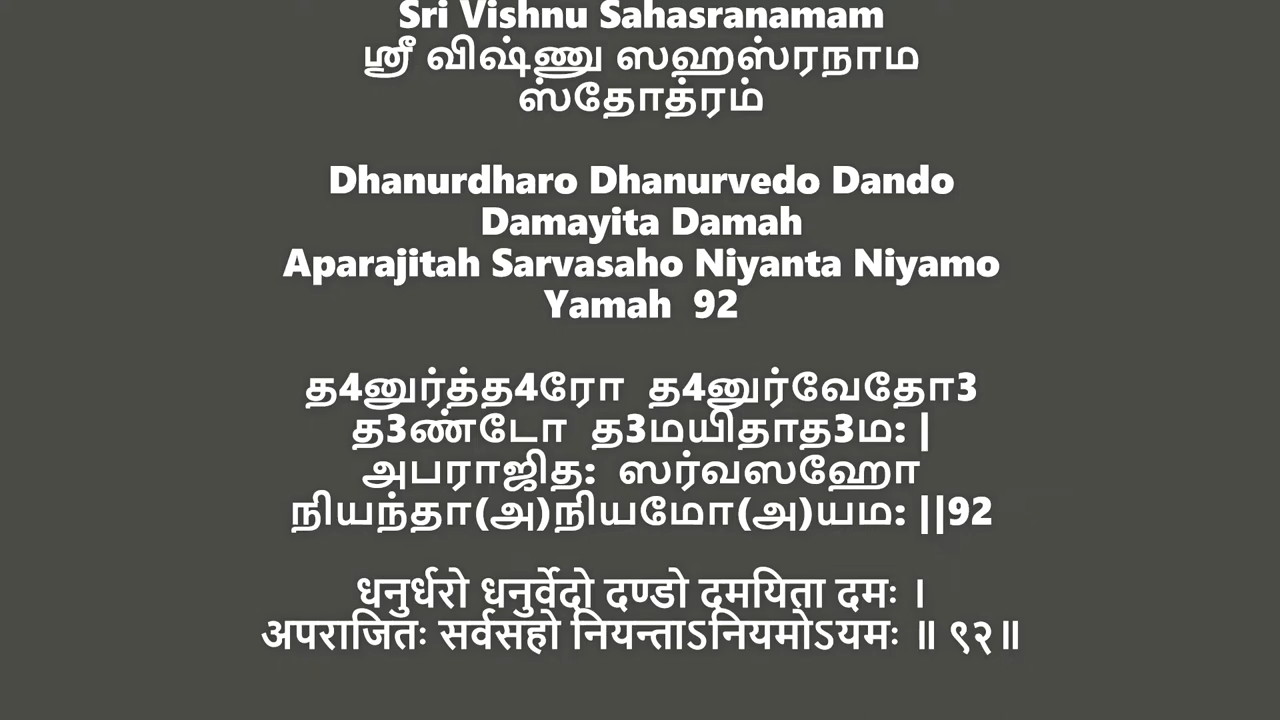 Sri Vishnu Sahasranamam
ஸ்ரீ விஷ்ணு ஸஹஸ்ரநாம
ஸ்தோத்ரம்
Dhanurdharo Dhanurvedo Dando
Damayita Damah
Aparajitah Sarvasaho Niyanta Niyamo
Yamah  92
த4னுர்த்த4ரோ  த4னுர்வேதோ3
த3ண்டோ  த3மயிதாத3ம: |
அபராஜித:  ஸர்வஸஹோ
நியந்தா(அ)நியமோ(அ)யம: ||92
धनुर्धरो धनुर्वेदो दण्डो दमयिता दमः ।
अपराजितः सर्वसहो नियन्ताऽनियमोऽयमः ॥ ९२॥